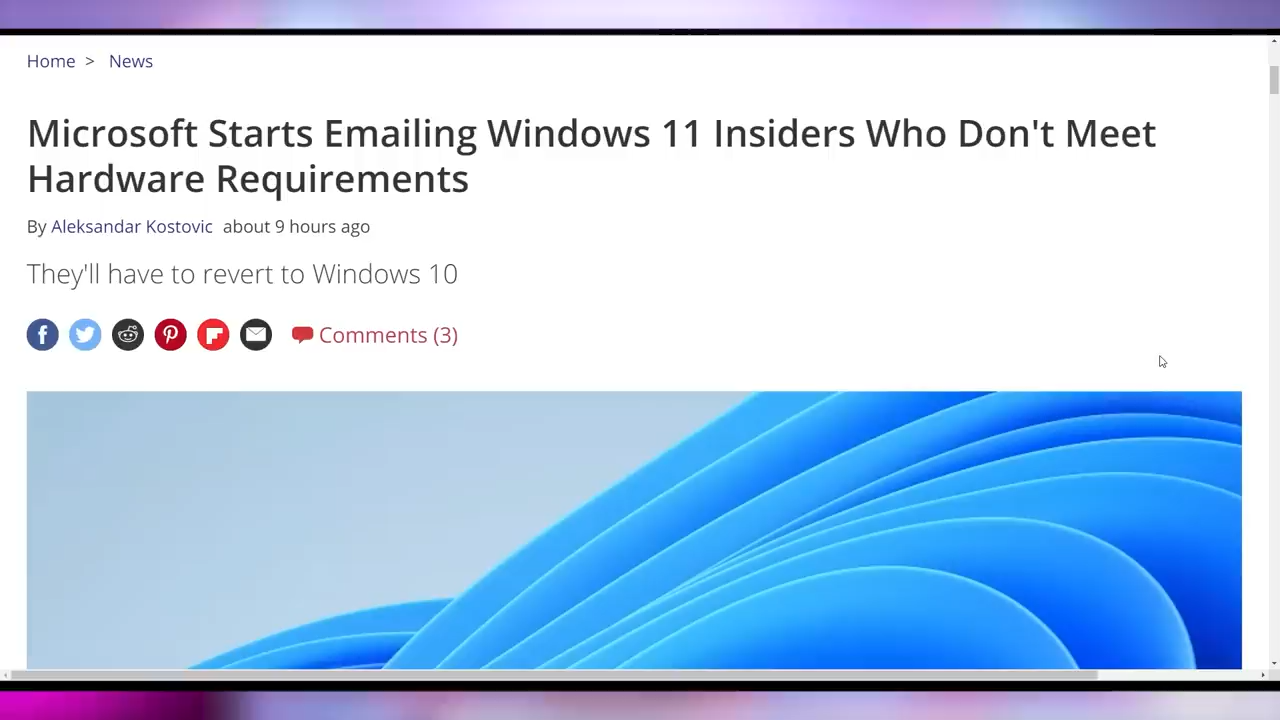 Home > News
Microsoft Starts Emailing Windows 11 Insiders Who Don't Meet
Hardware Requirements
By Aleksandar Kostovic about 9 hours ago
They'll have to revert to Windows 10
Comments (3)